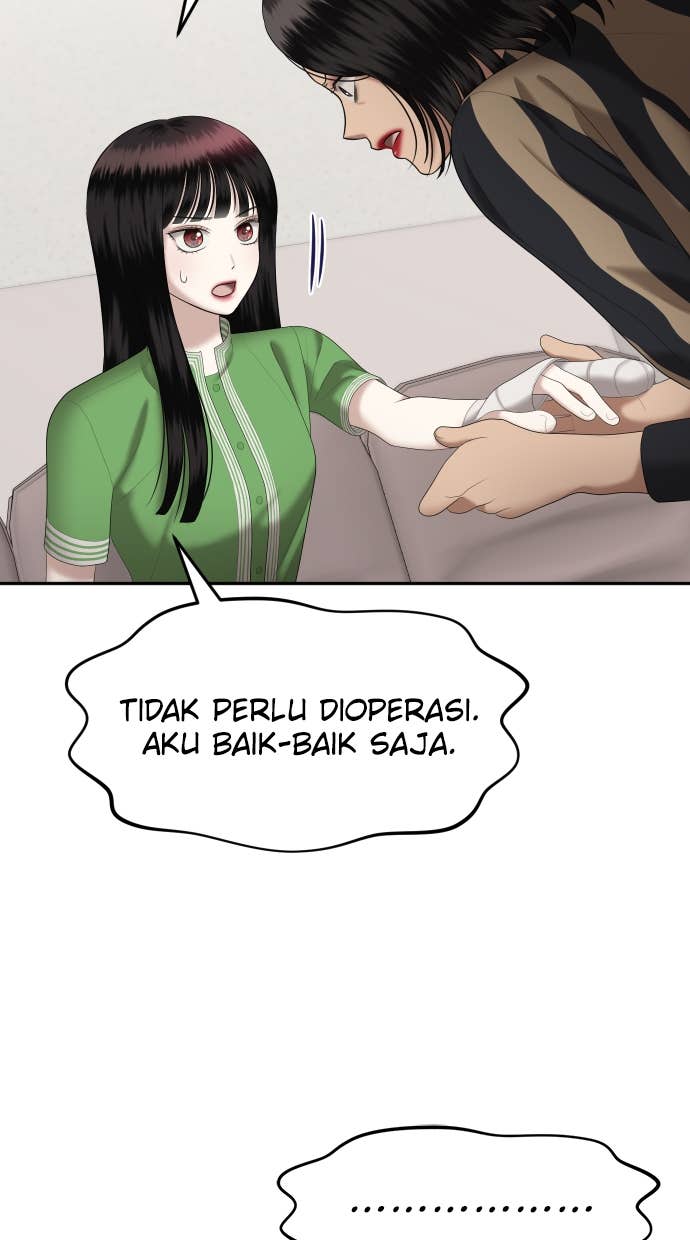 TIDAK PERLU DIOPERASI.
AKU BAIK-BAIK SAJA.
..................